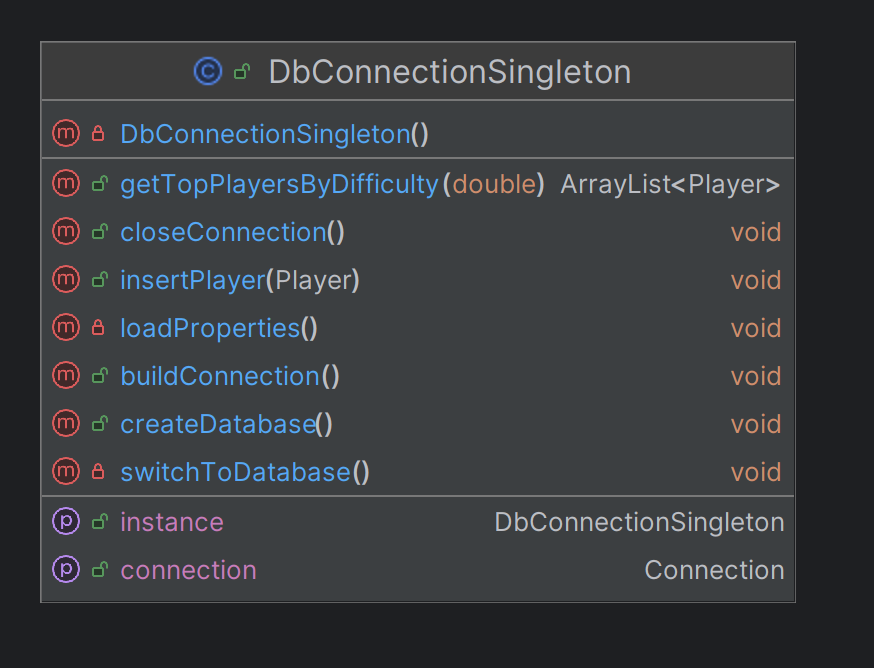 C DbConnectionSingleton
m DbConnectionSingleton()
m getTopPlayersByDifficulty(double) ArrayList<Player>
m closeConnection() void
m insertPlayer(Player) void
m loadProperties() void
m buildConnection() void
m createDatabase() void
m switchToDatabase() void
p instance DbConnectionSingleton
p connection Connection